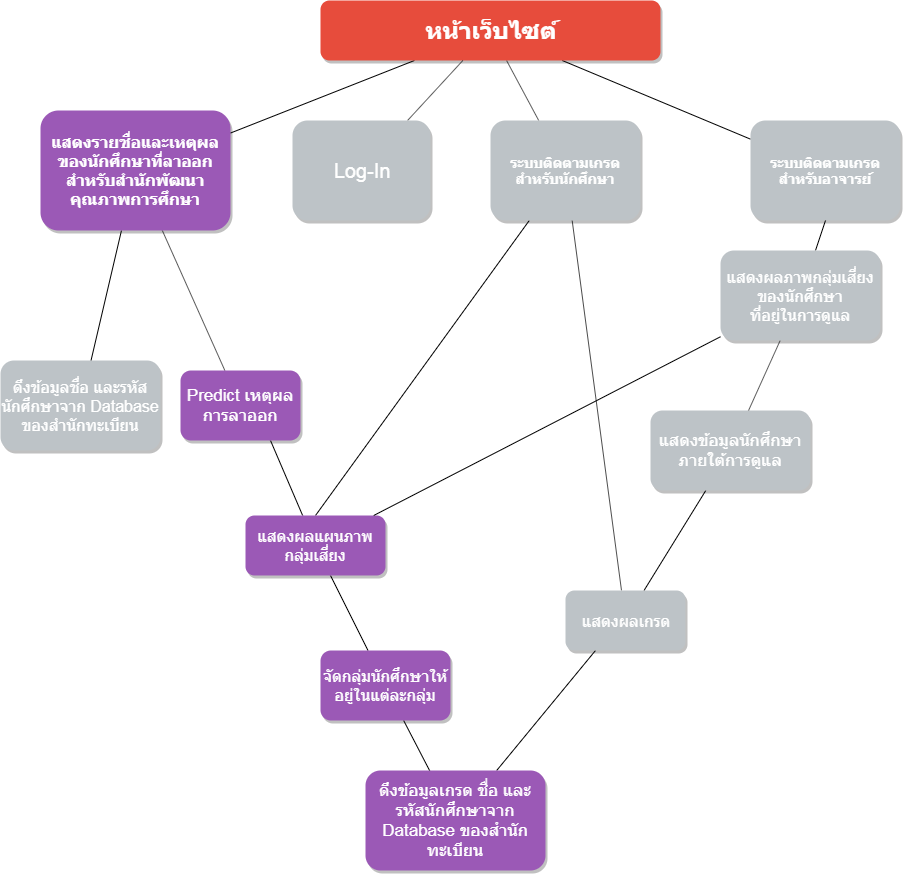 หน้าเว็บไซต์
แสดงรายชื่อและเหตุผล
ของนักศึกษาที่ลาออก
สำหรับสำนักพัฒนา
คุณภาพการศึกษา
Log-In
ระบบติดตามเกรด
สำหรับนักศึกษา
ระบบติดตามเกรด
สำหรับอาจารย์
แสดงผลภาพกลุ่มเสี่ยง
ของนักศึกษา
ที่อยู่ในการดูแล
ดึงข้อมูลชื่อ และรหัส
นักศึกษาจาก Database
ของสำนักทะเบียน
Predict เหตุผล
การลาออก
แสดงข้อมูลนักศึกษา
ภายใต้การดูแล
แสดงผลแผนภาพ
กลุ่มเสี่ยง
แสดงผลเกรด
จัดกลุ่มนักศึกษาให้
อยู่ในแต่ละกลุ่ม
ดึงข้อมูลเกรด ชื่อ และ
รหัสนักศึกษาจาก
Database ของสำนัก
ทะเบียน